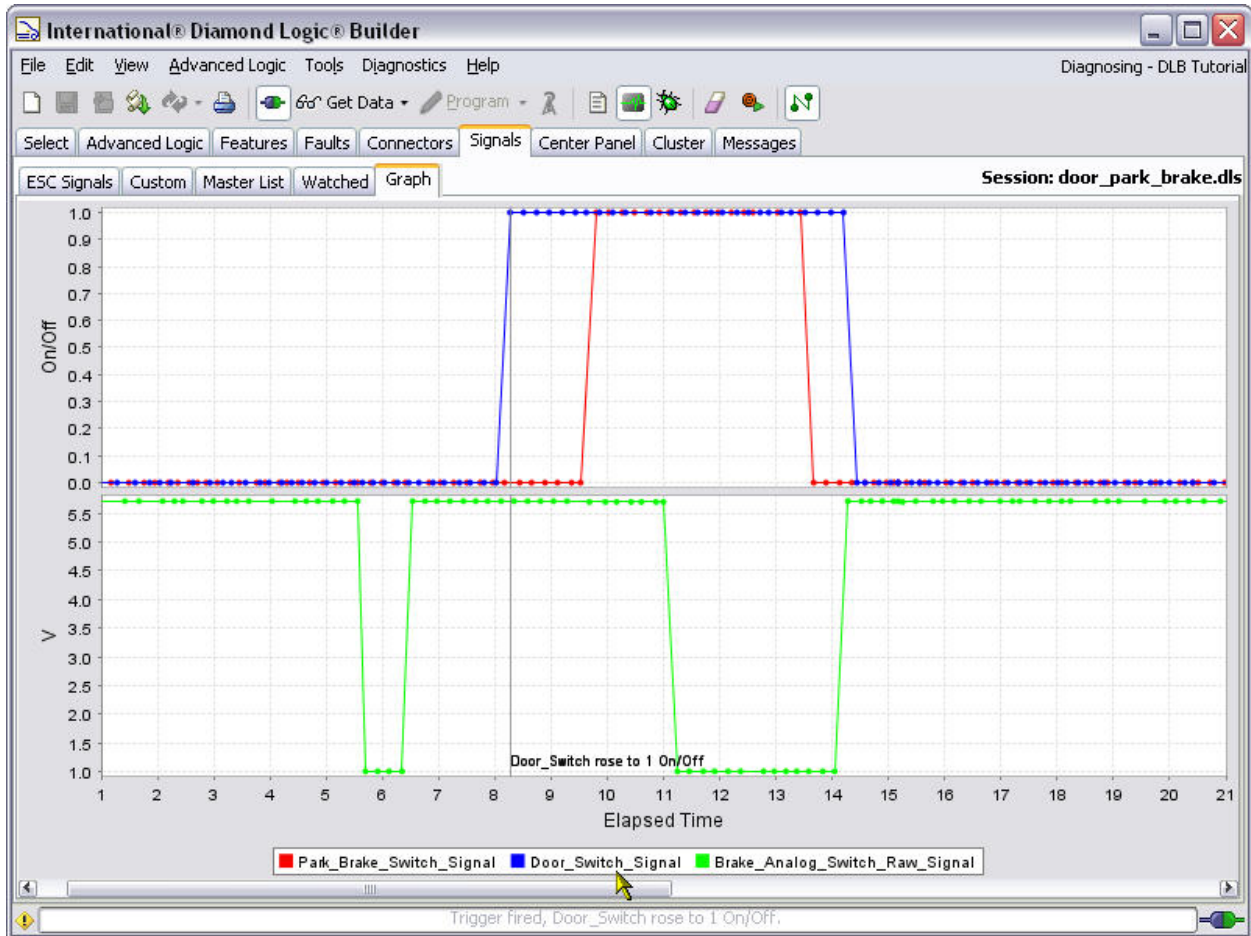 International® Diamond Logic® Builder
File Edit View Advanced Logic Tools Diagnostics Help Diagnosing - DLB Tutorial
Get Data Program
Select Advanced Logic Features Faults Connectors Signals Center Panel Cluster Messages
ESC Signals Custom Master List Watched Graph Session: door_park_brake.dls
1.0
0.9
0.8
0.7
0.6
0.5
0.4
0.3
0.2
0.1
0.0
On/Off
5.5
5.0
4.5
4.0
3.5
3.0
2.5
2.0
1.5
1.0
V
Door_Switch rose to 1 On/Off
1 2 3 4 5 6 7 8 9 10 11 12 13 14 15 16 17 18 19 20 21
Elapsed Time
Park_Brake_Switch_Signal Door_Switch_Signal Brake_Analog_Switch_Raw_Signal
Trigger fired, Door_Switch rose to 1 On/Off.